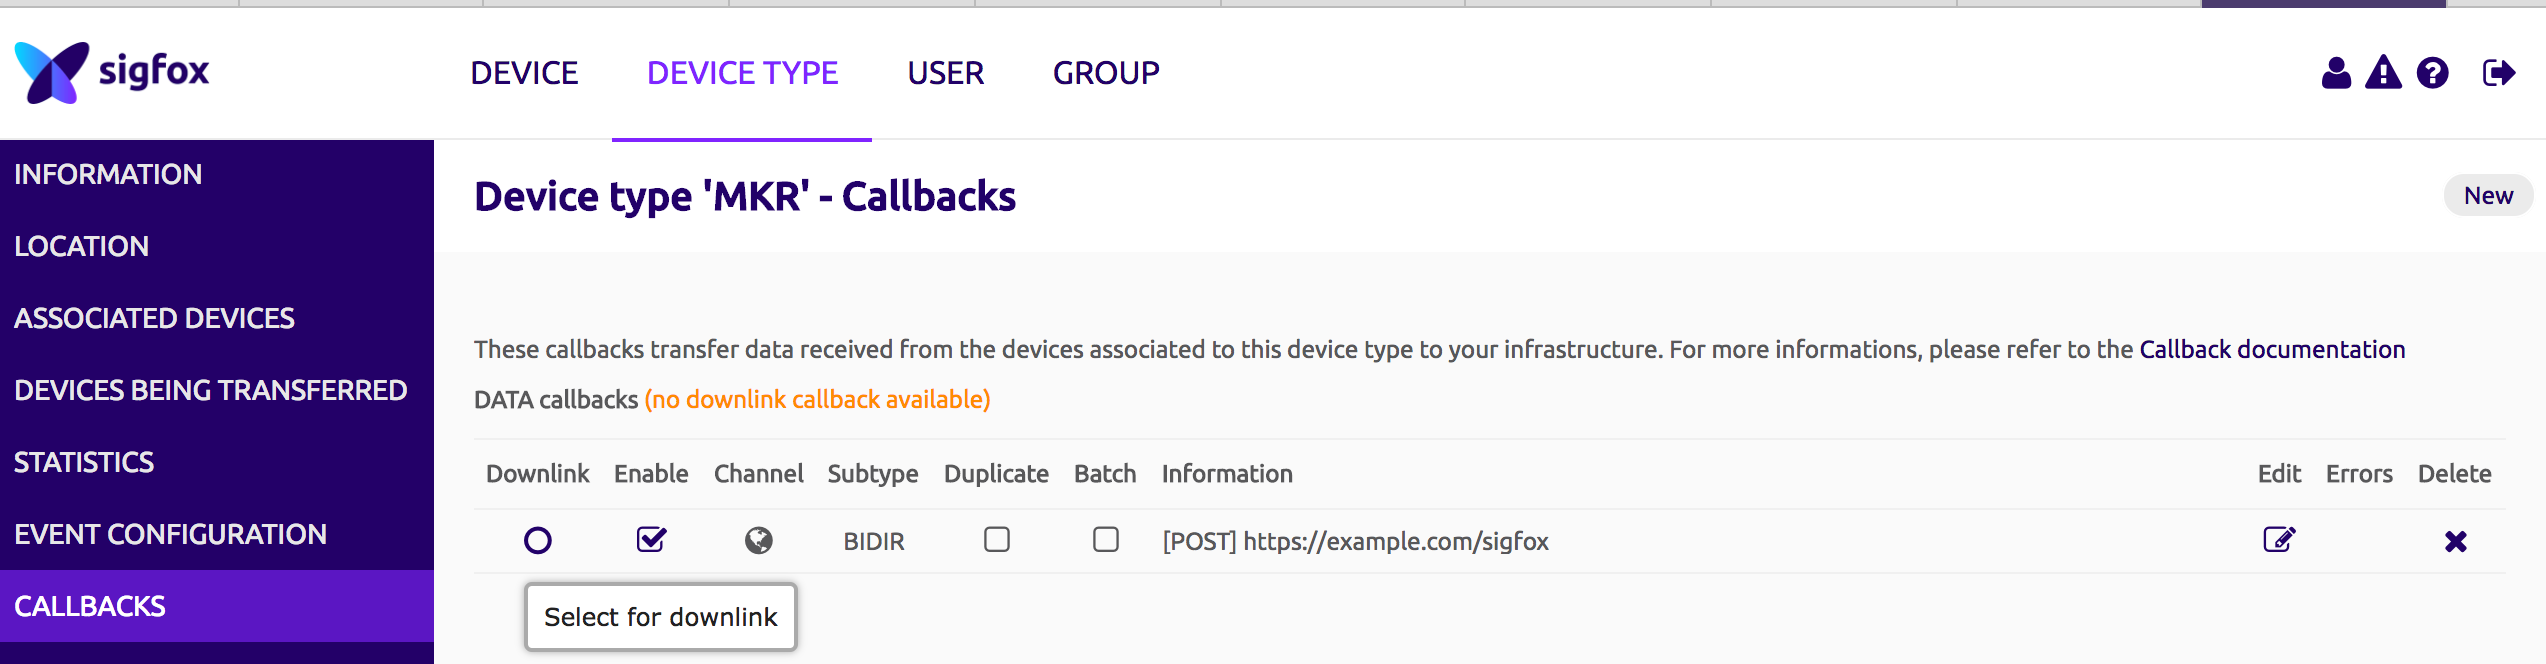 sigfox
DEVICE DEVICE TYPE USER GROUP
INFORMATION
LOCATION
ASSOCIATED DEVICES
DEVICES BEING TRANSFERRED
STATISTICS
EVENT CONFIGURATION
CALLBACKS
Device type 'MKR' - Callbacks
New
These callbacks transfer data received from the devices associated to this device type to your infrastructure. For more informations, please refer to the Callback documentation
DATA callbacks (no downlink callback available)
Downlink Enable Channel Subtype Duplicate Batch Information Edit Errors Delete
BIDIR [POST] https://example.com/sigfox
Select for downlink